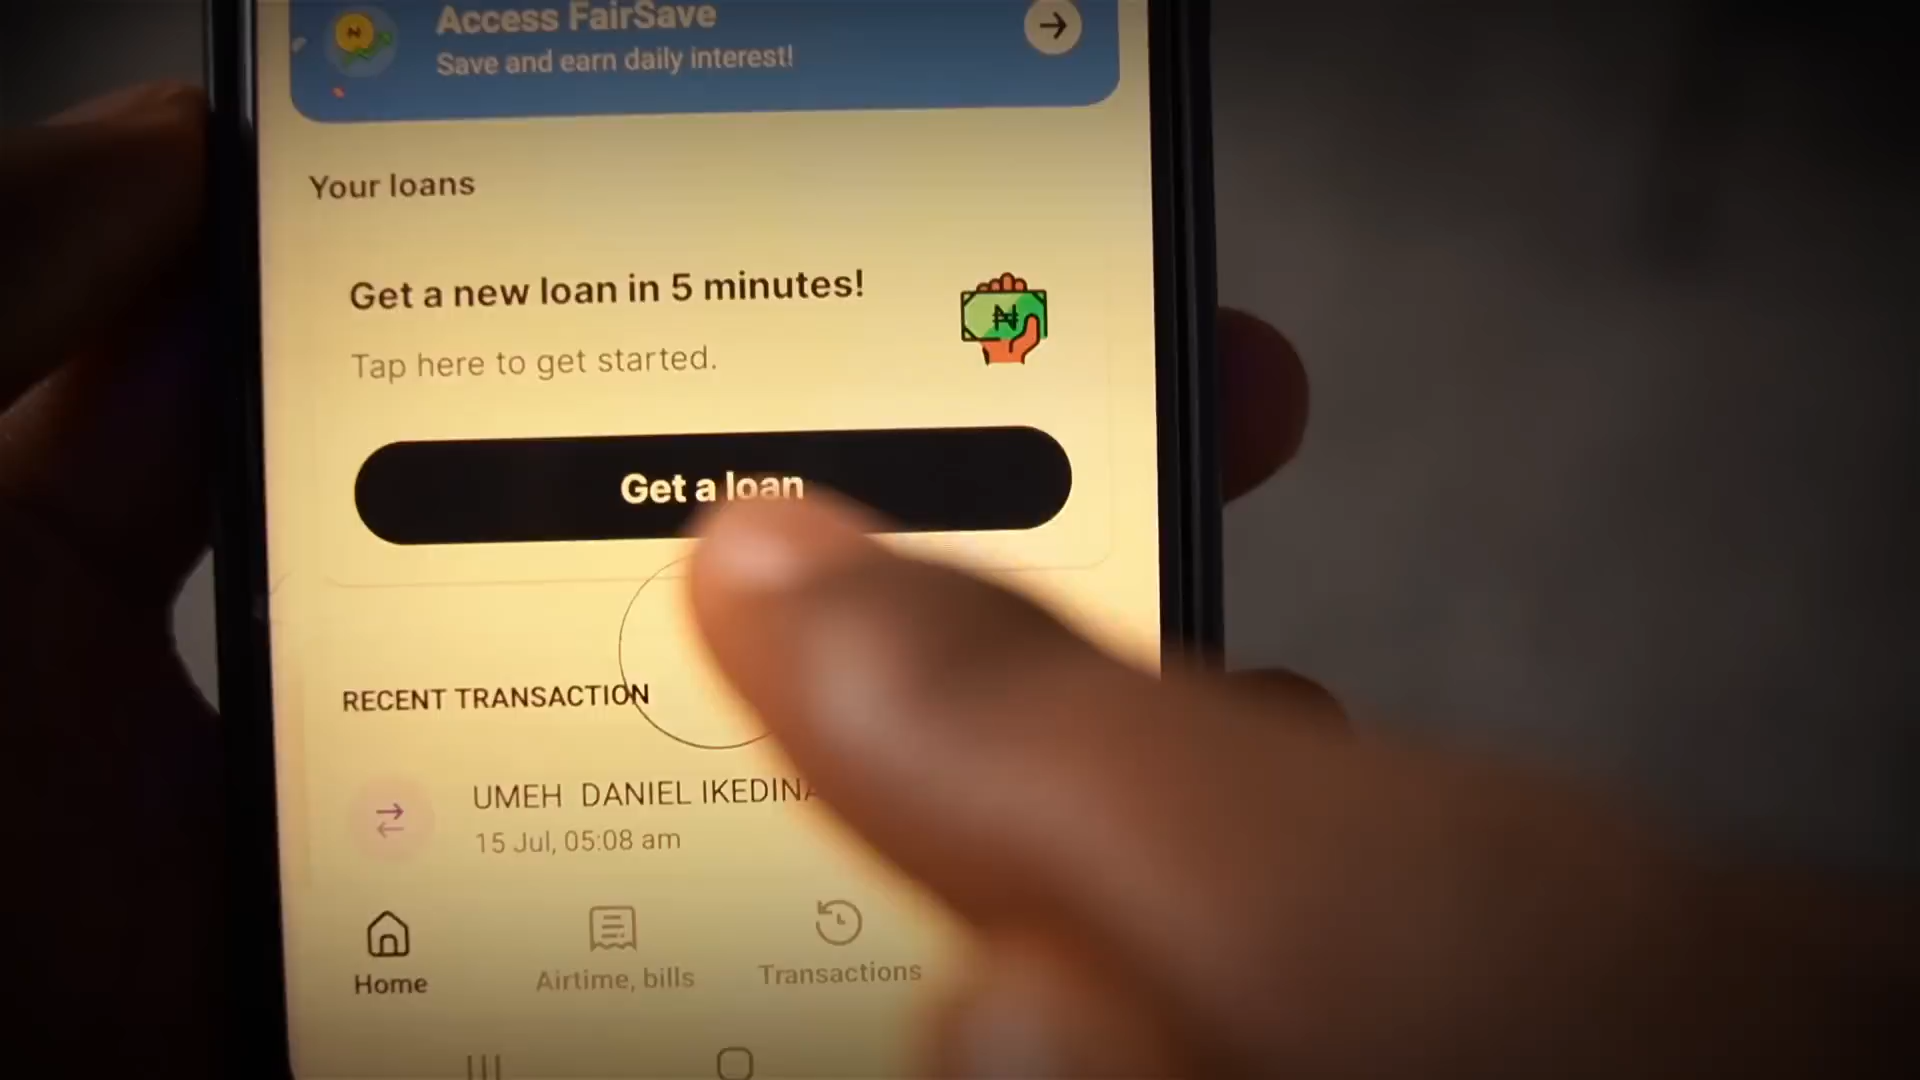 Access FairSave
Save and earn daily interest!
Your loans
Get a new loan in 5 minutes!
₦
Tap here to get started.
Get a loan
RECENT TRANSACTION
UMEH DANIEL
15 Jul, 05:08 am
Home
Airtime, bills
Transactions